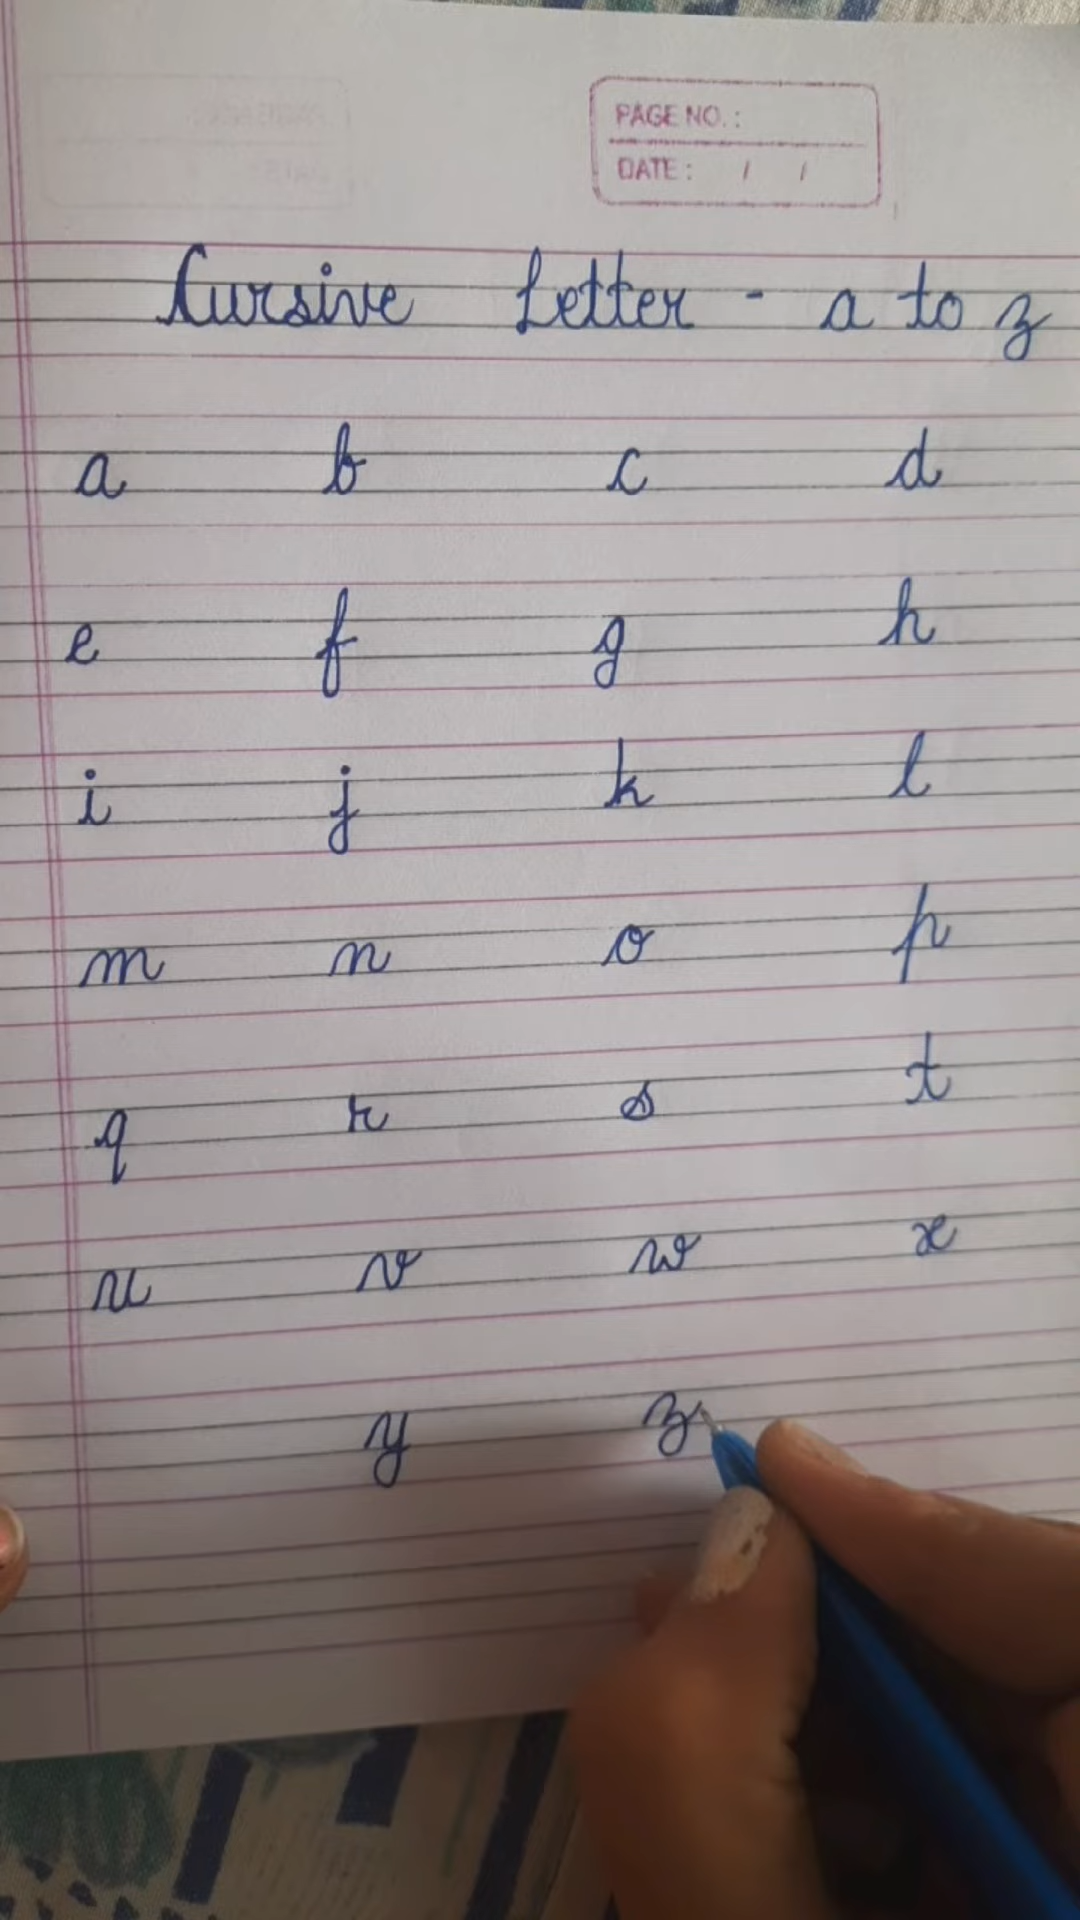 PAGE NO. :
DATE : / /
Cursive Letter - a to z
a b c d
e f g h
i j k l
m n o p
q r s t
u v w x
y z